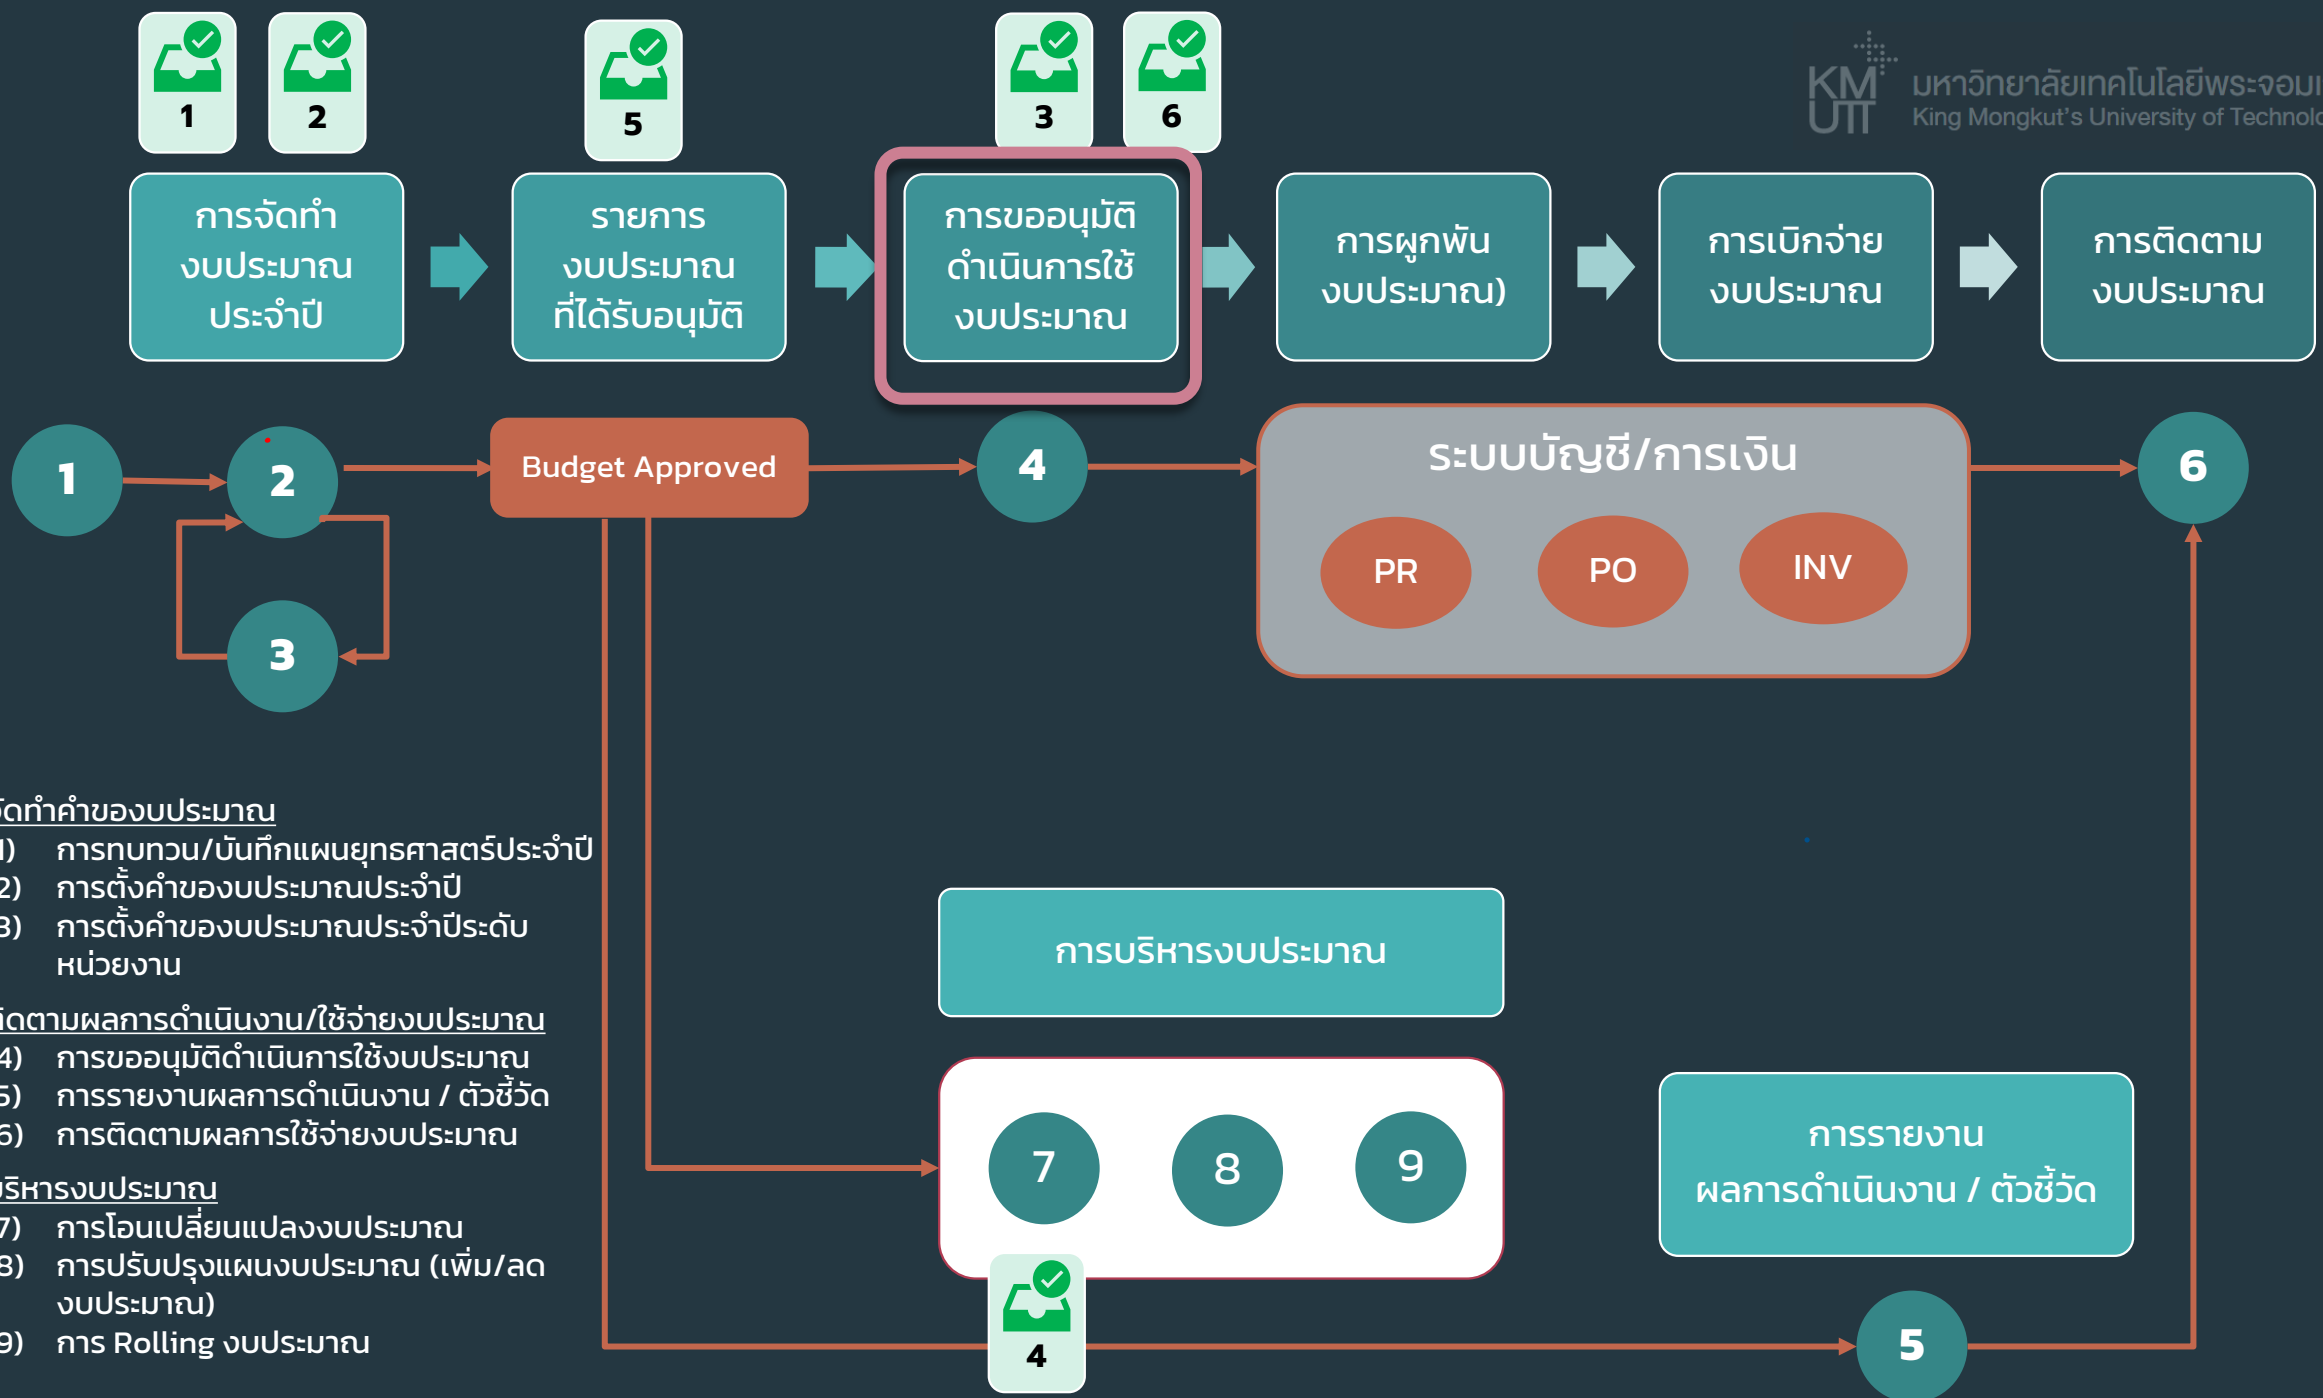 1
2
5
3
6
KM
UTT
มหาวิทยาลัยเทคโนโลยีพระจอมเ
King Mongkut's University of Technolo
การจัดทำ
งบประมาณ
ประจำปี
รายการ
งบประมาณ
ที่ได้รับอนุมัติ
การขออนุมัติ
ดำเนินการใช้
งบประมาณ
การผูกพัน
งบประมาณ)
การเบิกจ่าย
งบประมาณ
การติดตาม
งบประมาณ
1
2
Budget Approved
4
ระบบบัญชี/การเงิน
PR
PO
INV
6
3
จัดทำคำของบประมาณ
1) การทบทวน/บันทึกแผนยุทธศาสตร์ประจำปี
2) การตั้งคำของบประมาณประจำปี
3) การตั้งคำของบประมาณประจำปีระดับ
หน่วยงาน
ติดตามผลการดำเนินงาน/ใช้จ่ายงบประมาณ
4) การขออนุมัติดำเนินการใช้งบประมาณ
5) การรายงานผลการดำเนินงาน / ตัวชี้วัด
6) การติดตามผลการใช้จ่ายงบประมาณ
บริหารงบประมาณ
7) การโอนเปลี่ยนแปลงงบประมาณ
8) การปรับปรุงแผนงบประมาณ (เพิ่ม/ลด
งบประมาณ)
9) การ Rolling งบประมาณ
การบริหารงบประมาณ
7
8
9
4
การรายงาน
ผลการดำเนินงาน / ตัวชี้วัด
5